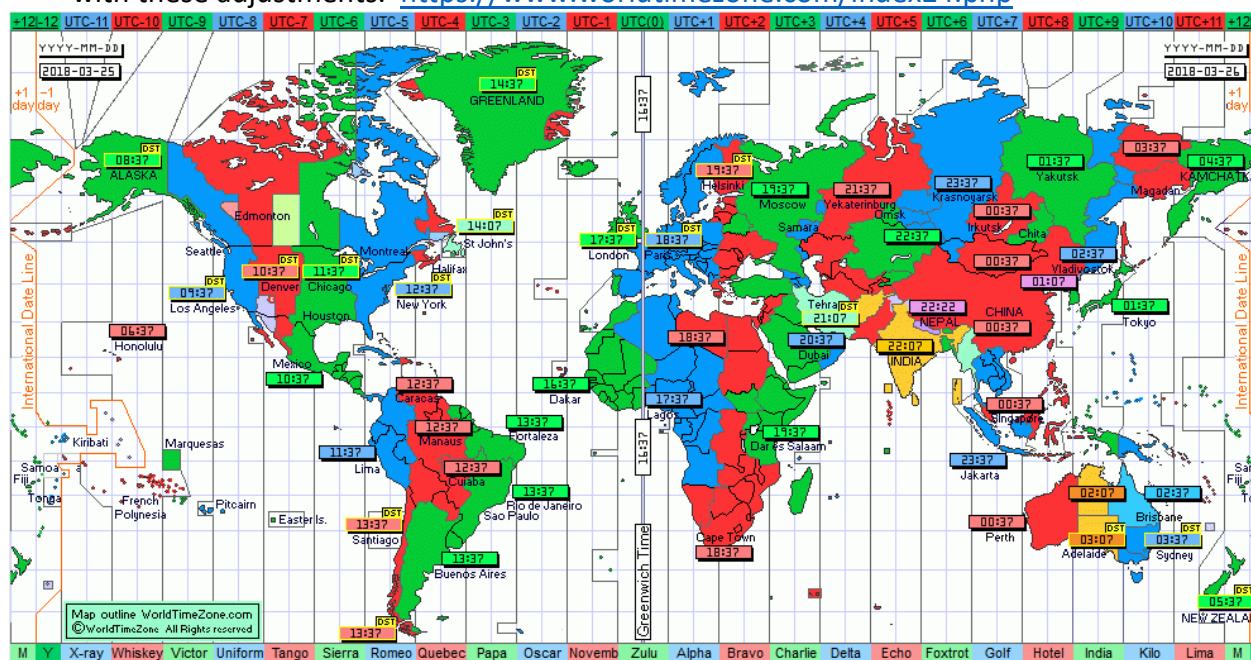 with these adjustments. https://www.worldtimezone.com/index24.php
+12 -12 UTC-11 UTC-10 UTC-9 UTC-8 UTC-7 UTC-6 UTC-5 UTC-4 UTC-3 UTC-2 UTC-1 UTC(0) UTC+1 UTC+2 UTC+3 UTC+4 UTC+5 UTC+6 UTC+7 UTC+8 UTC+9 UTC+10 UTC+11 +12
YYYY-MM-DD
2018-03-25
YYYY-MM-DD
2018-03-26
+1 day
-1 day
+1 day
International Date Line
International Date Line
Greenwich Time
16:37
16:37
DST
14:37
GREENLAND
DST
08:37
ALASKA
Edmonton
Seattle
DST
09:37
Los Angeles
DST
10:37
Denver
DST
11:37
Chicago
Houston
Montreal
Halifax
DST
14:07
St John's
DST
12:37
New York
06:37
Honolulu
Mexico
10:37
12:37
Caracas
12:37
Manaus
13:37
Fortaleza
11:37
Lima
12:37
Cuiaba
13:37
Rio de Janeiro
Sao Paulo
DST
13:37
Santiago
13:37
Buenos Aires
DST
13:37
Kiribati
Marquesas
Samoa
Fiji
Tonga
French
Polynesia
Pitcairn
Easter Is.
DST
17:37
London
DST
18:37
Paris
DST
19:37
Helsinki
19:37
Moscow
Samara
21:37
Yekaterinburg
Omsk
22:37
23:37
Krasnoyarsk
00:37
Irkutsk
Chita
01:37
Yakutsk
03:37
Magadan
04:37
KAMCHATK
02:37
Vladivostok
00:37
01:07
01:37
Tokyo
CHINA
00:37
22:22
NEPAL
22:07
INDIA
Tehra
DST
21:07
20:37
Dubai
18:37
16:37
Dakar
17:37
Lagos
19:37
Dar es Salaam
Cape Town
18:37
00:37
Singapore
23:37
Jakarta
00:37
Perth
02:07
02:37
Brisbane
DST
03:07
Adelaide
DST
03:37
Sydney
DST
05:37
NEW ZEALA
Fiji
Map outline WorldTimeZone.com
©WorldTimeZone All Rights reserved
M Y X-ray Whiskey Victor Uniform Tango Sierra Romeo Quebec Papa Oscar Novemb Zulu Alpha Bravo Charlie Delta Echo Foxtrot Golf Hotel India Kilo Lima M